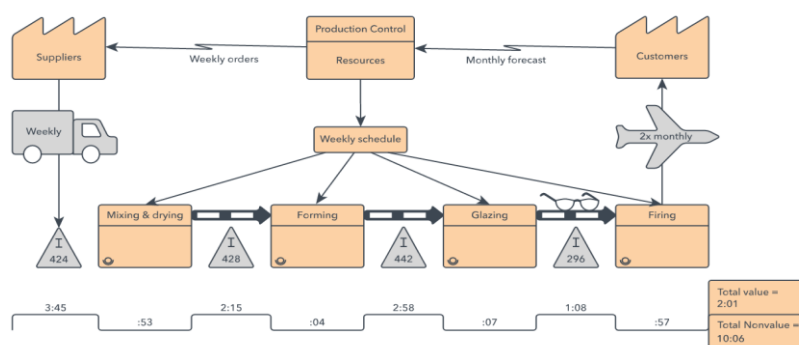 Suppliers
Weekly orders
Production Control
Resources
Monthly forecast
Customers
Weekly
Weekly schedule
2x monthly
Mixing & drying
Forming
Glazing
Firing
I
424
I
428
I
442
I
296
3:45
:53
2:15
:04
2:58
:07
1:08
:57
Total value =
2:01
Total Nonvalue =
10:06